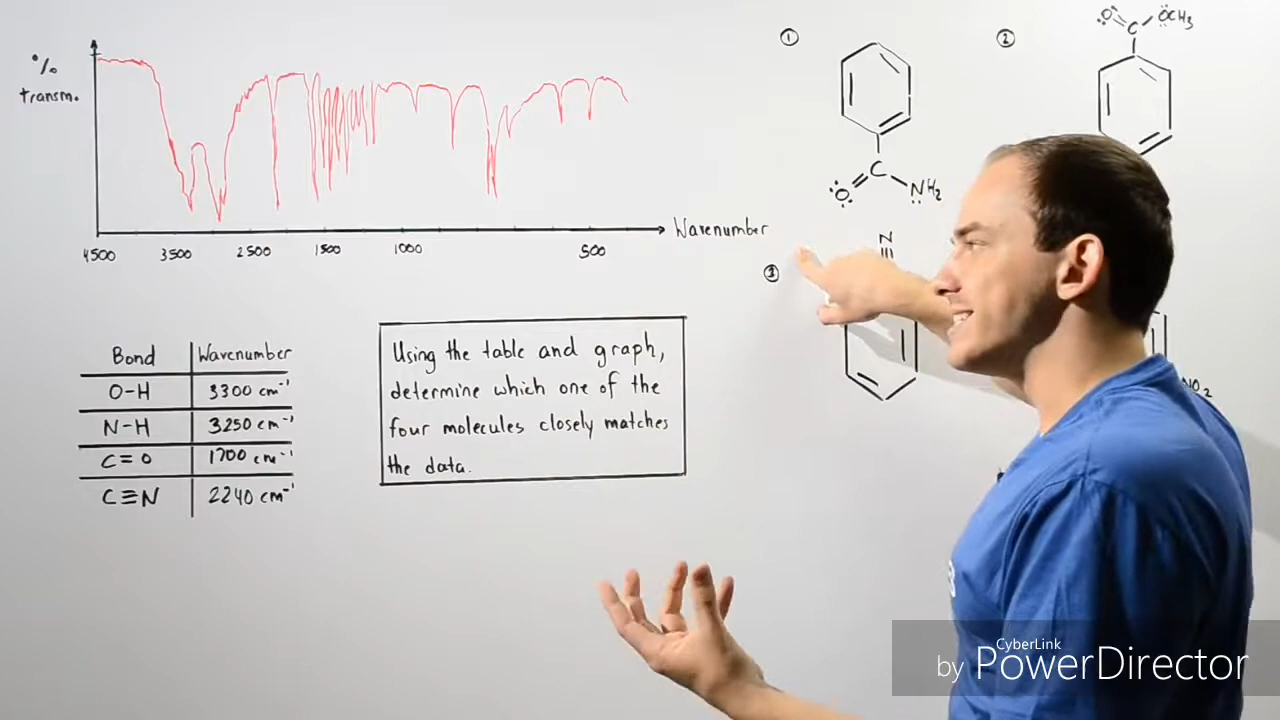 %
transm.
4500 3500 2500 1500 1000 500
Wavenumber
Bond Wavenumber
O-H 3300 cm⁻¹
N-H 3250 cm⁻¹
C=O 1700 cm⁻¹
C≡N 2240 cm⁻¹
Using the table and graph,
determine which one of the
four molecules closely matches
the data.
①
O C NH₂
②
O C OCH₃
③
N
NO₂
CyberLink
by PowerDirector